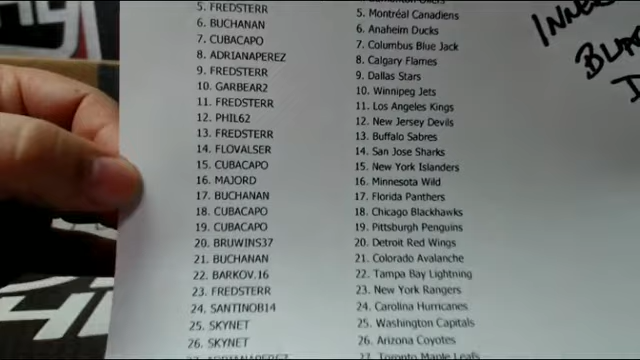 5. FREDSTERR
6. BUCHANAN
7. CUBACAPO
8. ADRIANAPEREZ
9. FREDSTERR
10. GARBEAR2
11. FREDSTERR
12. PHIL62
13. FREDSTERR
14. FLOVALSER
15. CUBACAPO
16. MAJORD
17. BUCHANAN
18. CUBACAPO
19. CUBACAPO
20. BRUWINS37
21. BUCHANAN
22. BARKOV.16
23. FREDSTERR
24. SANTINOB14
25. SKYNET
26. SKYNET
27. ADRIANAPEREZ
5. Montréal Canadiens
6. Anaheim Ducks
7. Columbus Blue Jack
8. Calgary Flames
9. Dallas Stars
10. Winnipeg Jets
11. Los Angeles Kings
12. New Jersey Devils
13. Buffalo Sabres
14. San Jose Sharks
15. New York Islanders
16. Minnesota Wild
17. Florida Panthers
18. Chicago Blackhawks
19. Pittsburgh Penguins
20. Detroit Red Wings
21. Colorado Avalanche
22. Tampa Bay Lightning
23. New York Rangers
24. Carolina Hurricanes
25. Washington Capitals
26. Arizona Coyotes
27. Toronto Maple Leafs